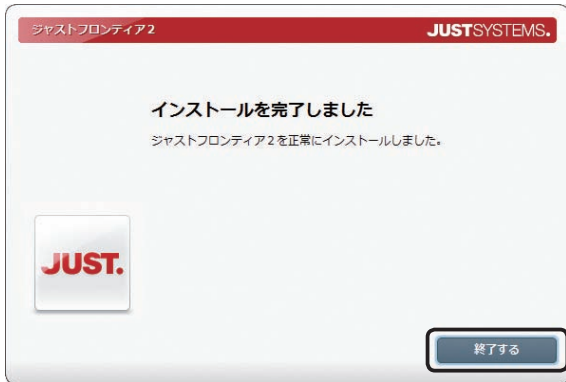 ジャストフロンティア2
JUSTSYSTEMS.
インストールを完了しました
ジャストフロンティア2を正常にインストールしました。
JUST.
終了する